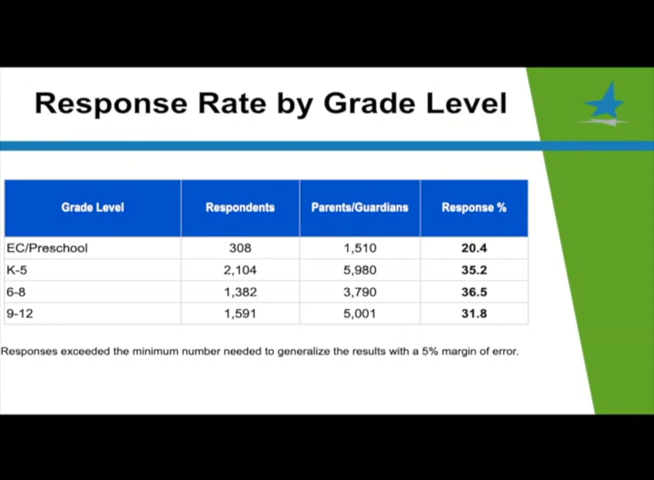 Response Rate by Grade Level
Grade Level Respondents Parents/Guardians Response %
EC/Preschool 308 1,510 20.4
K-5 2,104 5,980 35.2
6-8 1,382 3,790 36.5
9-12 1,591 5,001 31.8
Responses exceeded the minimum number needed to generalize the results with a 5% margin of error.